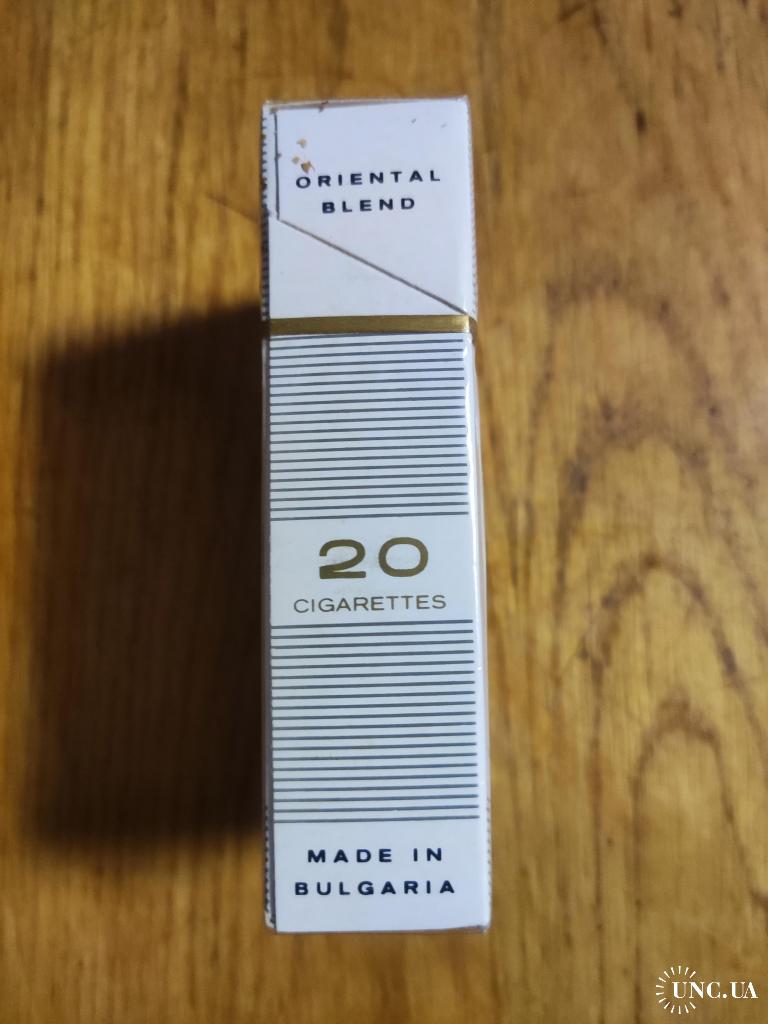 ORIENTAL
BLEND
20
CIGARETTES
MADE IN
BULGARIA
UNC.UA